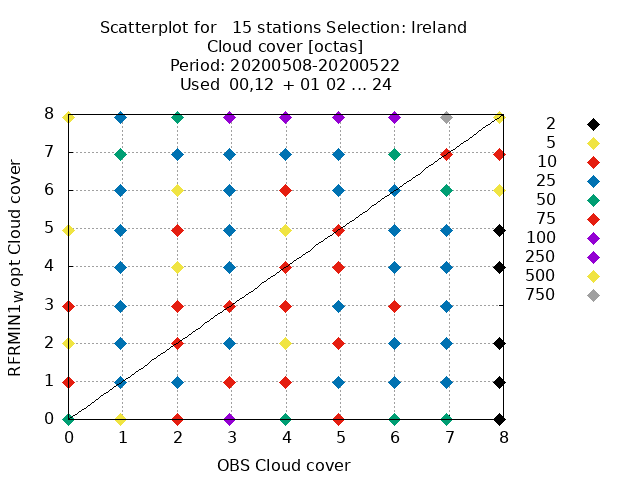 Scatterplot for   15 stations Selection: Ireland
Cloud cover [octas]
Period: 20200508-20200522
Used  00,12  + 01 02 ... 24
RFRMIN1W opt Cloud cover
8
7
6
5
4
3
2
1
0
0 1 2 3 4 5 6 7 8
OBS Cloud cover
2
5
10
25
50
75
100
250
500
750